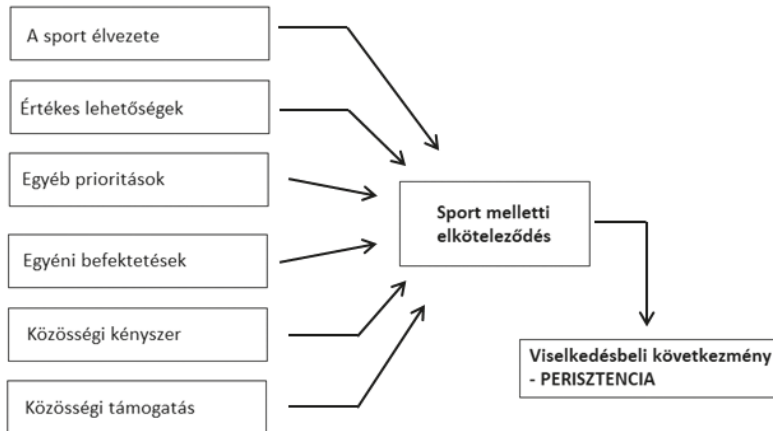 A sport élvezete
Értékes lehetőségek
Egyéb prioritások
Egyéni befektetések
Közösségi kényszer
Közösségi támogatás
Sport melletti
elköteleződés
Viselkedésbeli következmény
- PERISZTENCIA